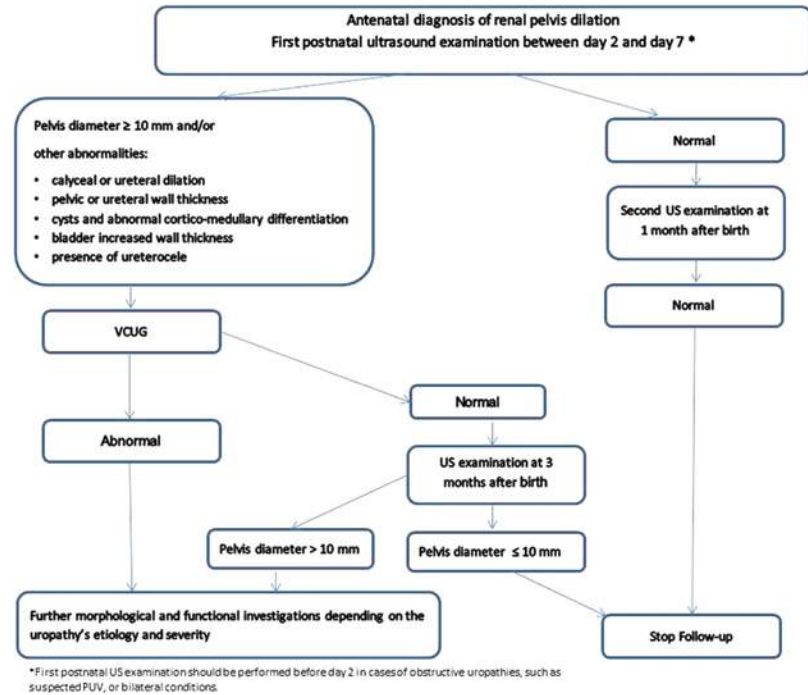 Antenatal diagnosis of renal pelvis dilation
First postnatal ultrasound examination between day 2 and day 7 *
Pelvis diameter ≥ 10 mm and/or
other abnormalities:
• calyceal or ureteral dilation
• pelvic or ureteral wall thickness
• cysts and abnormal cortico-medullary differentiation
• bladder increased wall thickness
• presence of ureterocele
Normal
Second US examination at
1 month after birth
Normal
VCUG
Normal
Abnormal
US examination at 3
months after birth
Pelvis diameter > 10 mm
Pelvis diameter ≤ 10 mm
Further morphological and functional investigations depending on the
uropathy's etiology and severity
Stop Follow-up
*First postnatal US examination should be performed before day 2 in cases of obstructive uropathies, such as
suspected PUV, or bilateral conditions.